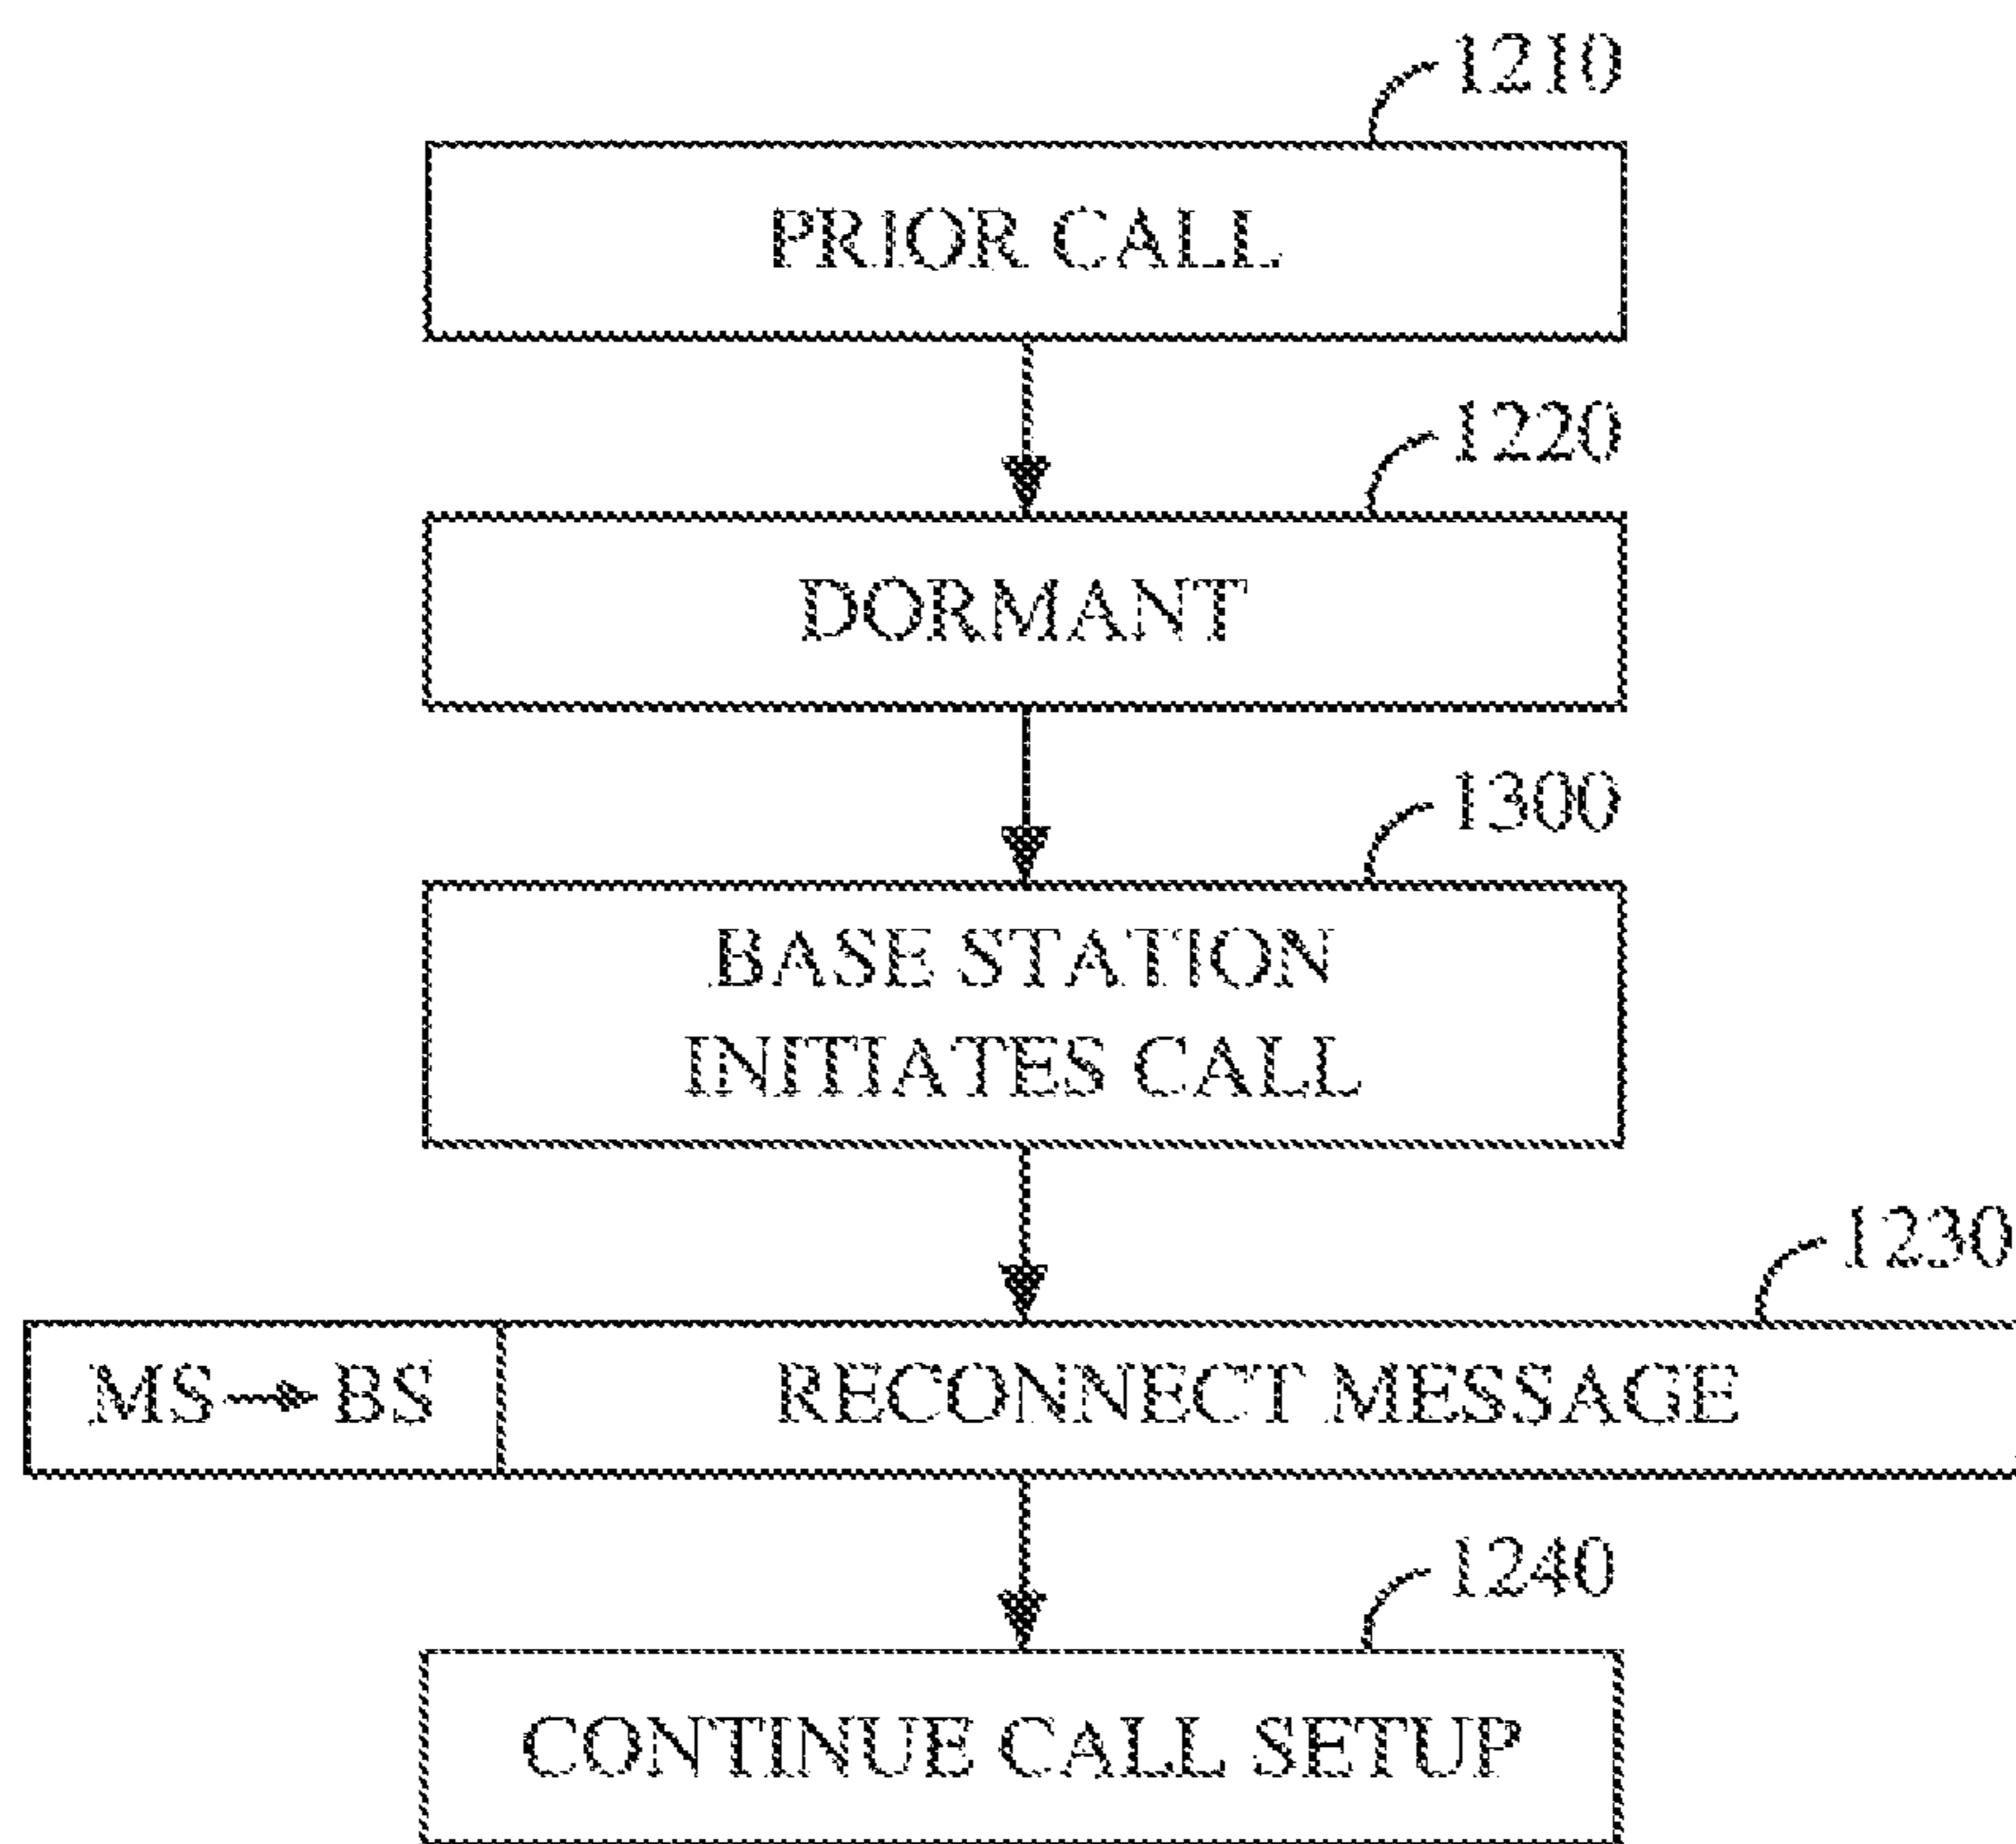 1210
PRIOR CALL
1220
DORMANT
1300
BASE STATION
INITIATES CALL
1230
MS→BS RECONNECT MESSAGE
1240
CONTINUE CALL SETUP